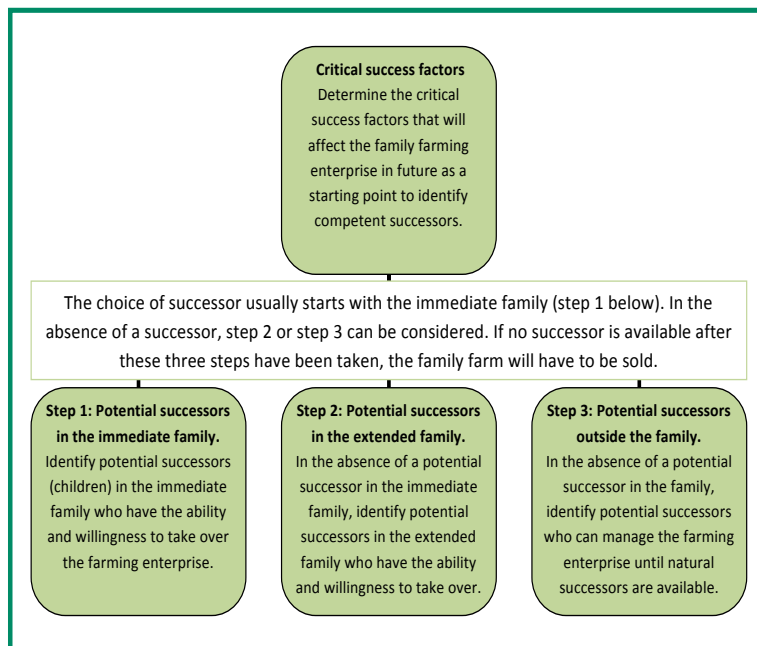 Critical success factors
Determine the critical
success factors that will
affect the family farming
enterprise in future as a
starting point to identify
competent successors.
The choice of successor usually starts with the immediate family (step 1 below). In the
absence of a successor, step 2 or step 3 can be considered. If no successor is available after
these three steps have been taken, the family farm will have to be sold.
Step 1: Potential successors
in the immediate family.
Identify potential successors
(children) in the immediate
family who have the ability
and willingness to take over
the farming enterprise.
Step 2: Potential successors
in the extended family.
In the absence of a potential
successor in the immediate
family, identify potential
successors in the extended
family who have the ability
and willingness to take over.
Step 3: Potential successors
outside the family.
In the absence of a potential
successor in the family,
identify potential successors
who can manage the farming
enterprise until natural
successors are available.